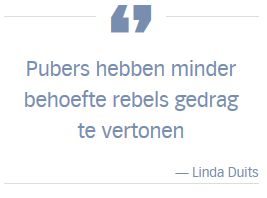 Pubers hebben minder
behoefte rebels gedrag
te vertonen
— Linda Duits